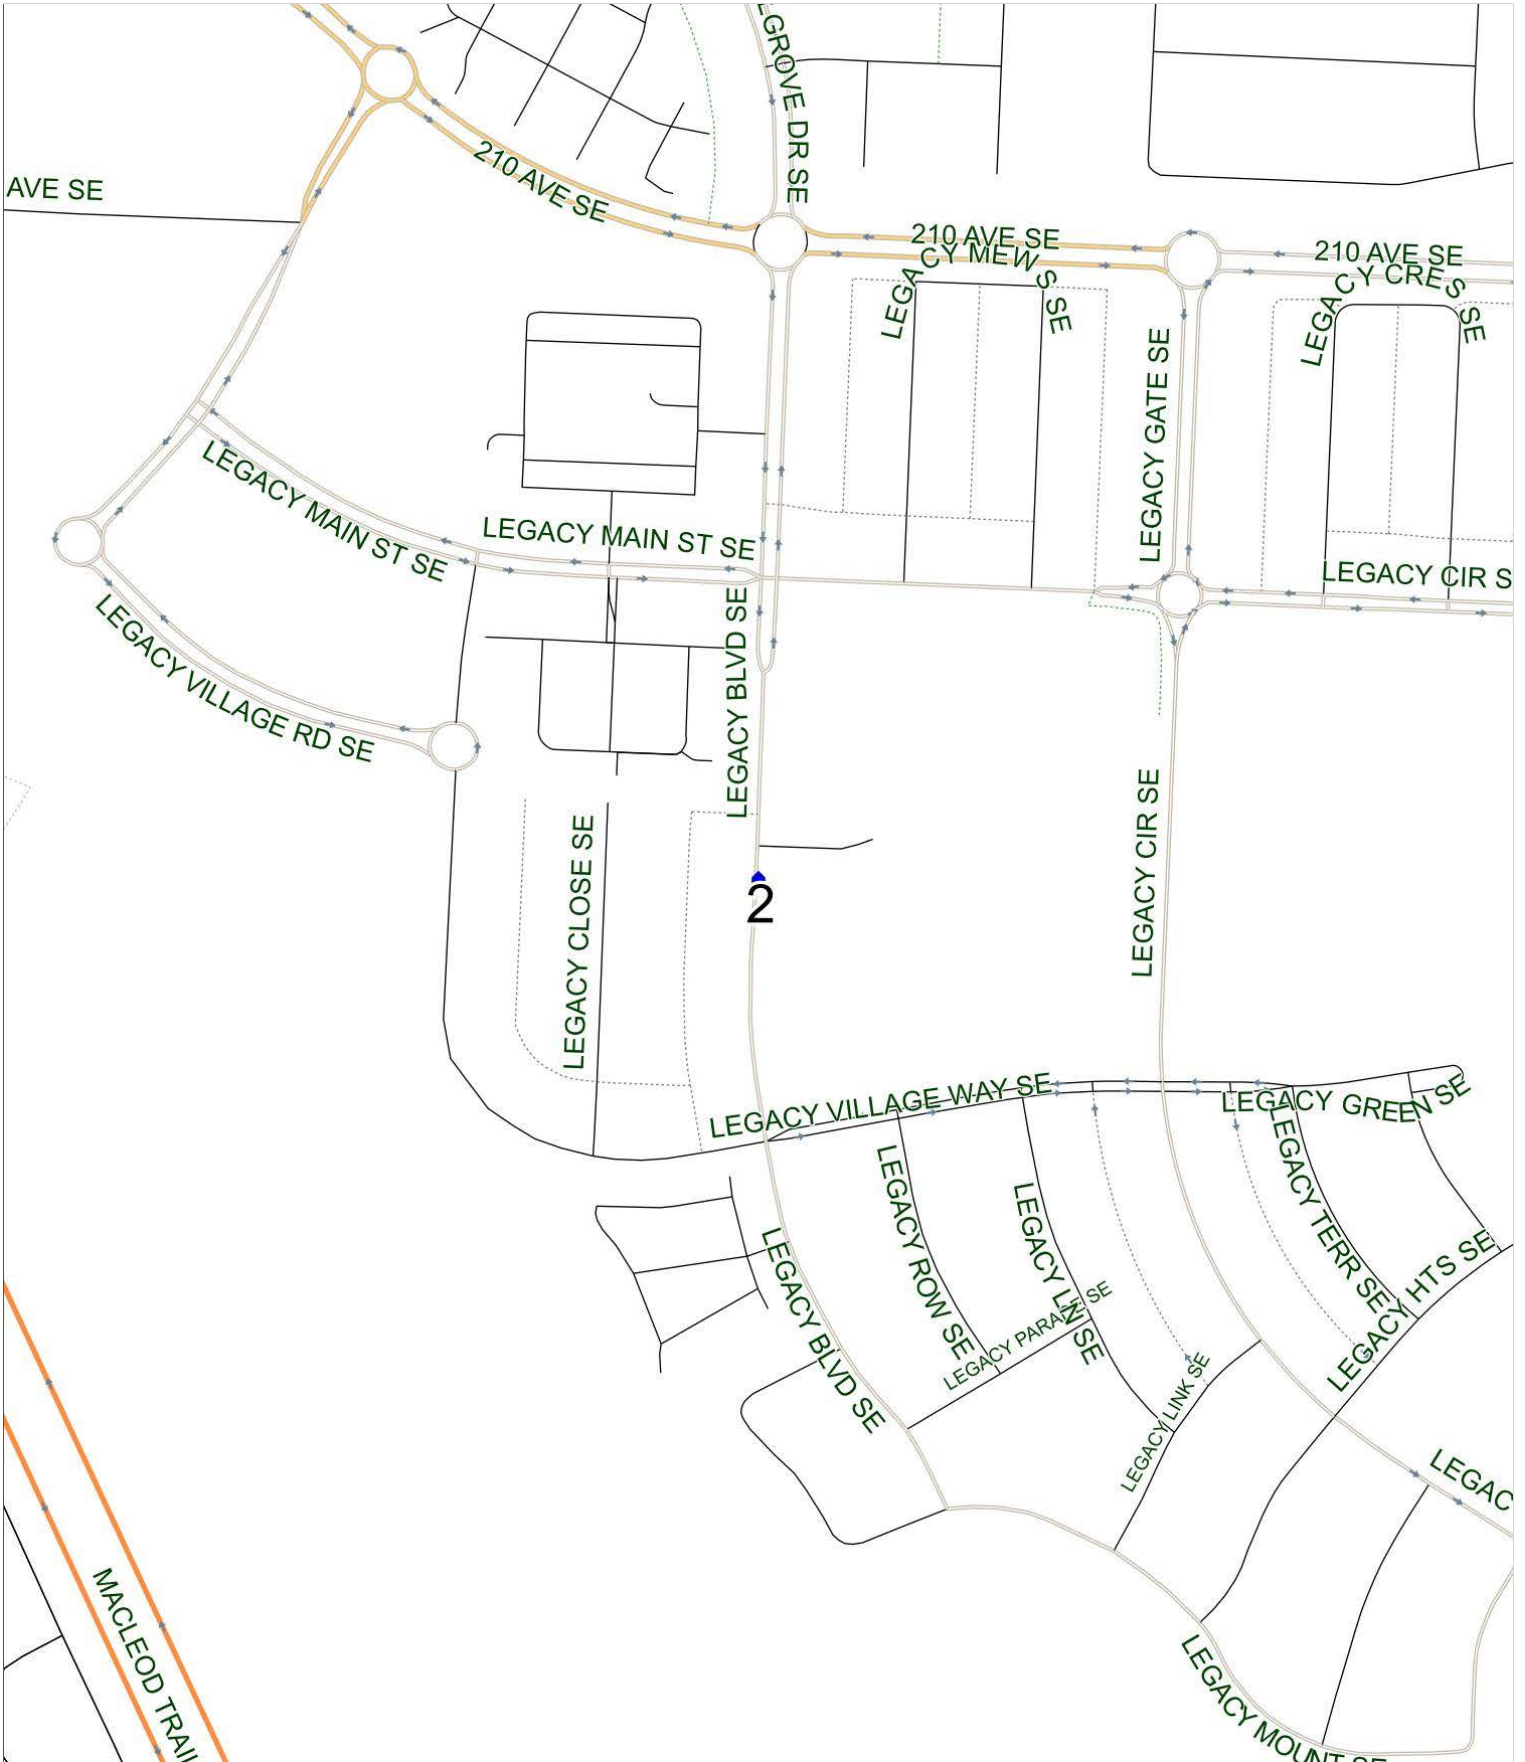 EGROVE DR SE
210 AVE SE
AVE SE
210 AVE SE
210 AVE SE
LEGACY MEWS SE
LEGACY CRES SE
LEGACY GATE SE
LEGACY MAIN ST SE
LEGACY MAIN ST SE
LEGACY CIR S
LEGACY BLVD SE
LEGACY VILLAGE RD SE
LEGACY CIR SE
LEGACY CLOSE SE
2
LEGACY VILLAGE WAY SE
LEGACY GREEN SE
LEGACY TERR SE
LEGACY ROW SE
LEGACY LN SE
LEGACY BLVD SE
LEGACY HTS SE
LEGACY PARADE SE
LEGACY LINK SE
LEGAC
MACLEOD TRAIL
LEGACY MOUNT SE